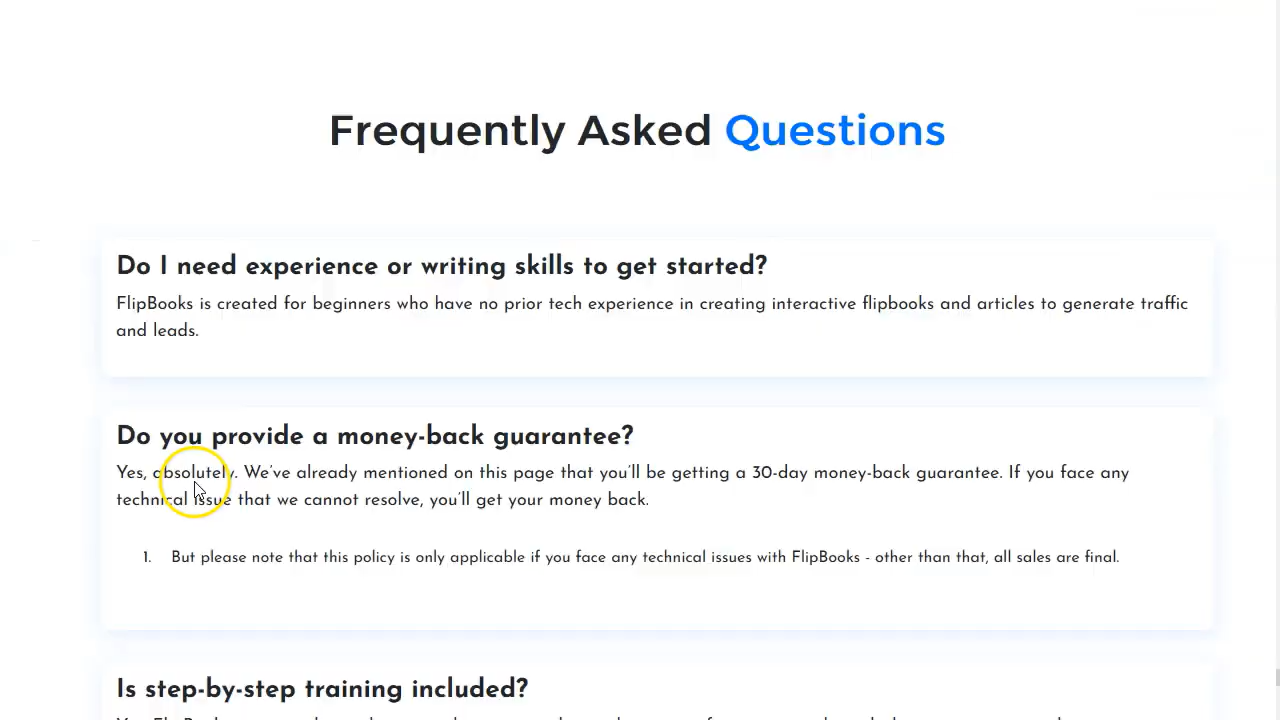 Frequently Asked Questions
Do I need experience or writing skills to get started?
FlipBooks is created for beginners who have no prior tech experience in creating interactive flipbooks and articles to generate traffic
and leads.
Do you provide a money-back guarantee?
Yes, absolutely. We've already mentioned on this page that you'll be getting a 30-day money-back guarantee. If you face any
technical issue that we cannot resolve, you'll get your money back.
1. But please note that this policy is only applicable if you face any technical issues with FlipBooks - other than that, all sales are final.
Is step-by-step training included?